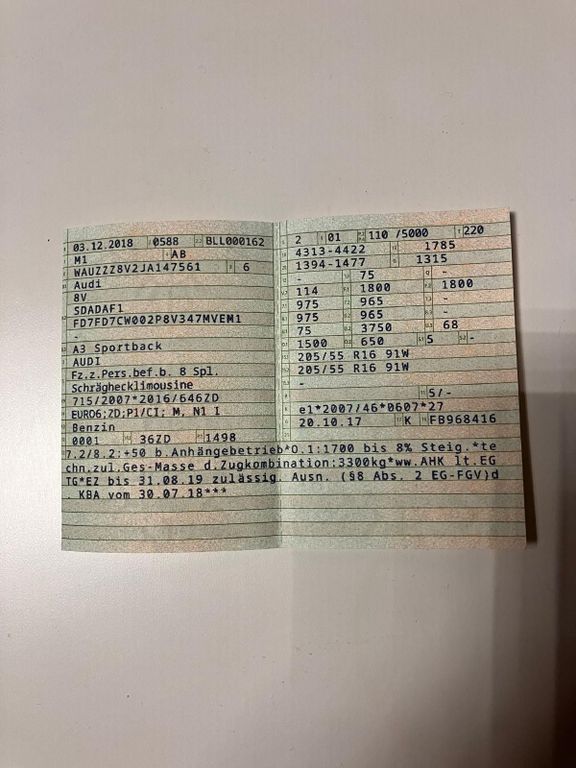 03.12.2018 0588 BLL000162
M1 AB
WAUZZZ8V2JA147561 6
Audi
8V
SDADAF1
FD7FD7CW002P8V347MVEM1
-
A3 Sportback
AUDI
Fz.z.Pers.bef.b. 8 Spl.
Schräghecklimousine
715/2007*2016/646ZD
EURO6;ZD;P1/CI; M, N1 I
Benzin
0001 36ZD 1498
2 01 110 /5000 220
4313-4422 1785
1394-1477 1315
- 75 -
114 1800 1800
975 965 -
975 965 -
75 3750 68
1500 650 5 -
205/55 R16 91W
205/55 R16 91W
-
- S/-
e1*2007/46*0607*27
20.10.17 K FB968416
7.2/8.2:+50 b.Anhängebetrieb*O.1:1700 bis 8% Steig.*te
chn.zul.Ges-Masse d.Zugkombination:3300kg*ww.AHK lt.EG
TG*EZ bis 31.08.19 zulässig. Ausn. (§8 Abs. 2 EG-FGV)d
. KBA vom 30.07.18***